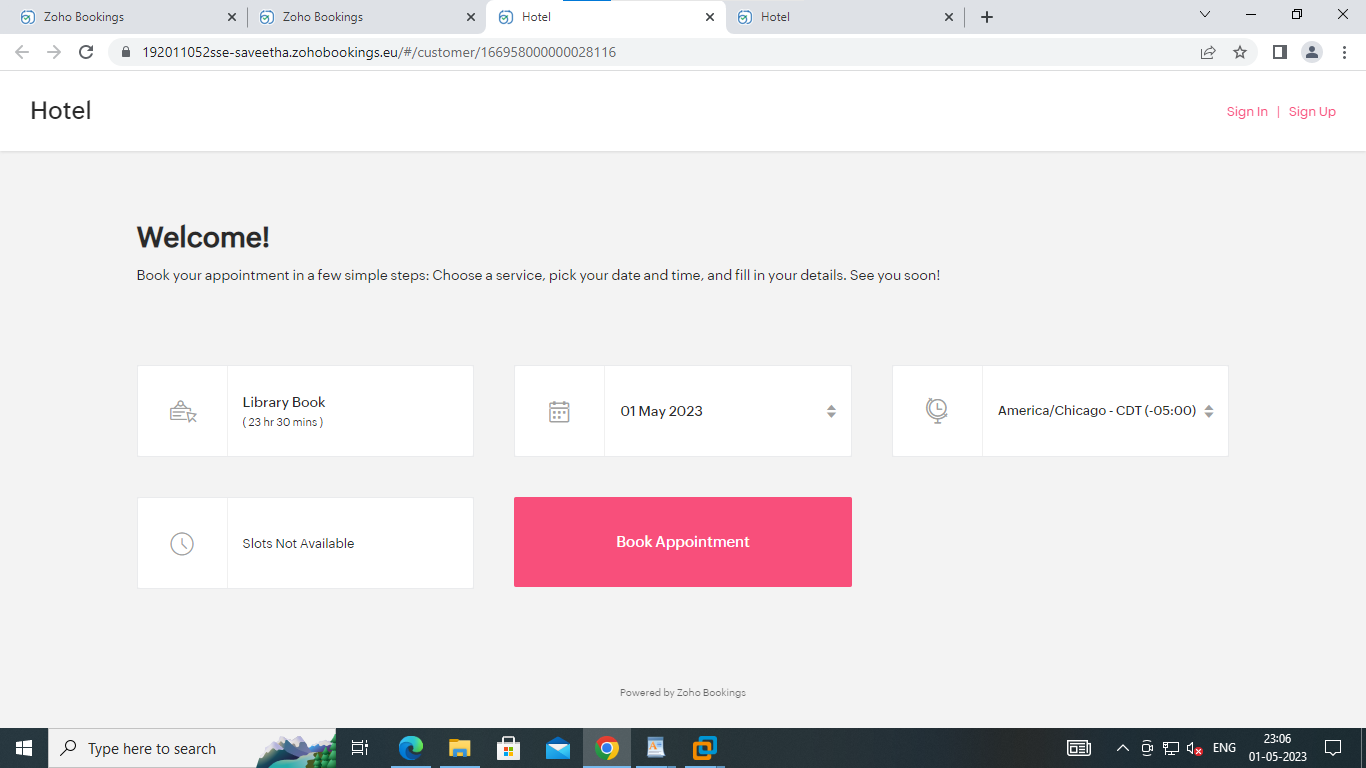 Zoho Bookings
Zoho Bookings
Hotel
Hotel
192011052sse-saveetha.zohobookings.eu/#/customer/166958000000028116
Hotel
Sign In | Sign Up
Welcome!
Book your appointment in a few simple steps: Choose a service, pick your date and time, and fill in your details. See you soon!
Library Book
( 23 hr 30 mins )
01 May 2023
America/Chicago - CDT (-05:00)
Slots Not Available
Book Appointment
Powered by Zoho Bookings
Type here to search
ENG
23:06
01-05-2023